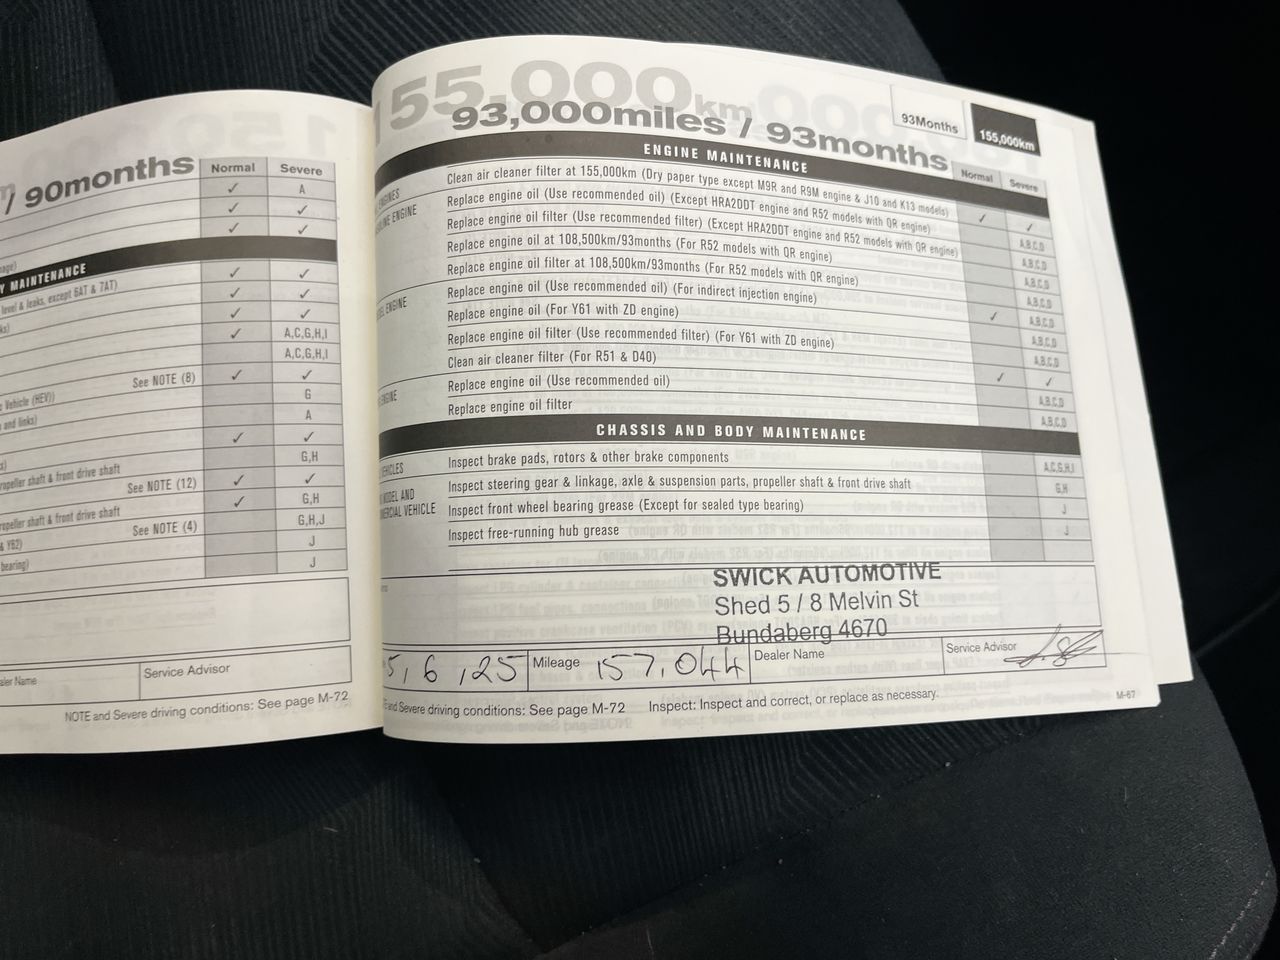 / 90months
Normal Severe
✓ A
✓ ✓
✓ ✓
MAINTENANCE
level & leaks, except 6AT & 7AT) ✓ ✓
✓ ✓
✓ ✓
✓ A,C,G,H,I
A,C,G,H,I
See NOTE (8) ✓ ✓
Vehicle (HEV)) G
and links) A
✓ ✓
G,H
propeller shaft & front drive shaft See NOTE (12) ✓ ✓
✓ G,H
propeller shaft & front drive shaft See NOTE (4) G,H,J
& Y62) J
bearing) J
Dealer Name Service Advisor
NOTE and Severe driving conditions: See page M-72
155,000km
93,000miles / 93months
93Months 155,000km
ENGINE MAINTENANCE Normal Severe
Clean air cleaner filter at 155,000km (Dry paper type except M9R and R9M engine & J10 and K13 models) ✓ ✓
Replace engine oil (Use recommended oil) (Except HRA2DDT engine and R52 models with QR engine) A,B,C,D
Replace engine oil filter (Use recommended filter) (Except HRA2DDT engine and R52 models with QR engine) A,B,C,D
Replace engine oil at 108,500km/93months (For R52 models with QR engine) A,B,C,D
Replace engine oil filter at 108,500km/93months (For R52 models with QR engine) A,B,C,D
Replace engine oil (Use recommended oil) (For indirect injection engine) ✓ A,B,C,D
Replace engine oil (For Y61 with ZD engine) A,B,C,D
Replace engine oil filter (Use recommended filter) (For Y61 with ZD engine) A,B,C,D
Clean air cleaner filter (For R51 & D40) ✓ ✓
Replace engine oil (Use recommended oil) A,B,C,D
Replace engine oil filter A,B,C,D
CHASSIS AND BODY MAINTENANCE
Inspect brake pads, rotors & other brake components A,C,G,H,I
Inspect steering gear & linkage, axle & suspension parts, propeller shaft & front drive shaft G,H
Inspect front wheel bearing grease (Except for sealed type bearing) J
Inspect free-running hub grease J
SWICK AUTOMOTIVE
Shed 5 / 8 Melvin St
Bundaberg 4670
5, 6, 25 Mileage 157,044 Dealer Name Service Advisor
and Severe driving conditions: See page M-72 Inspect: Inspect and correct, or replace as necessary.
M-67